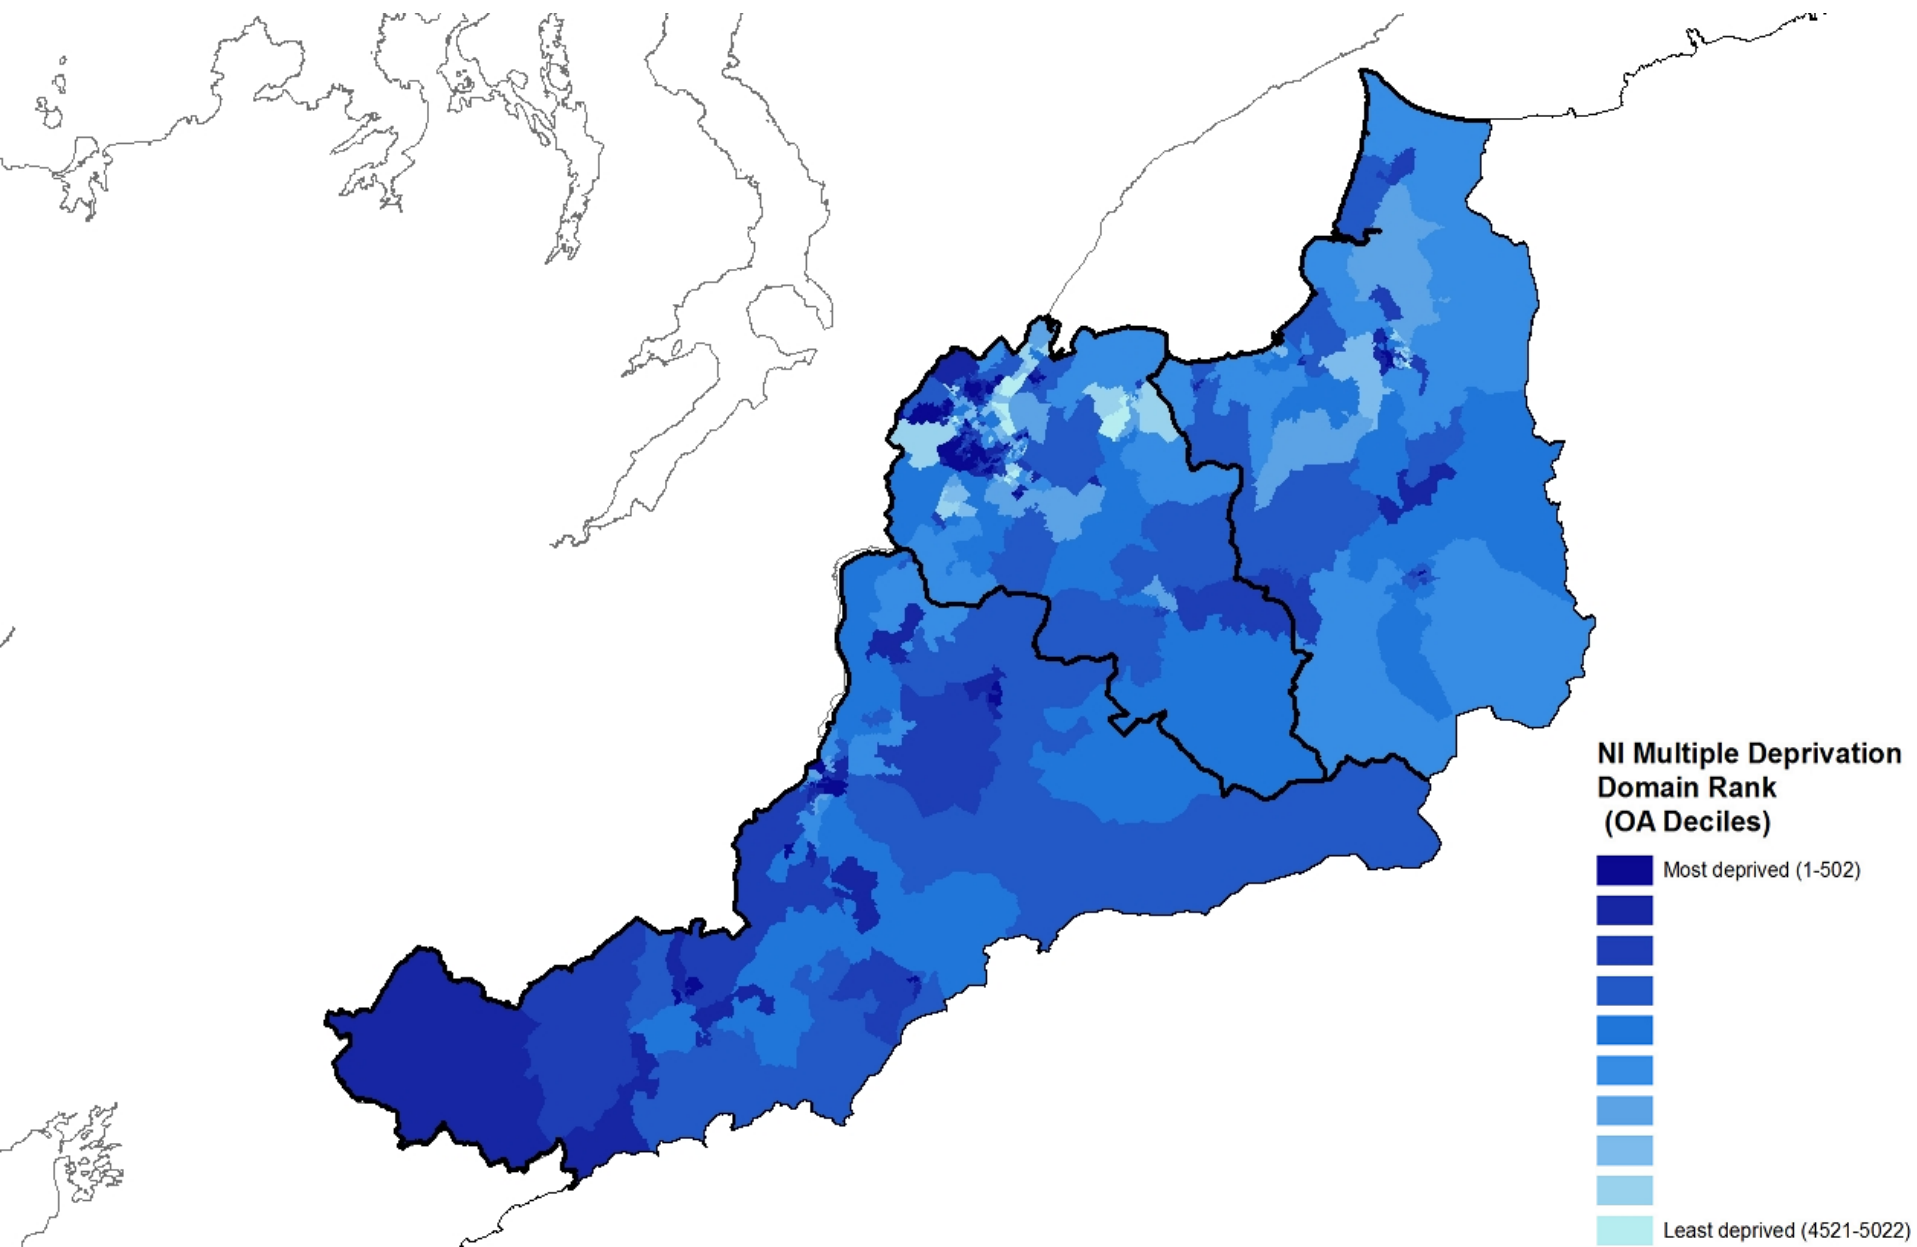 NI Multiple Deprivation
Domain Rank
(OA Deciles)
Most deprived (1-502)
Least deprived (4521-5022)